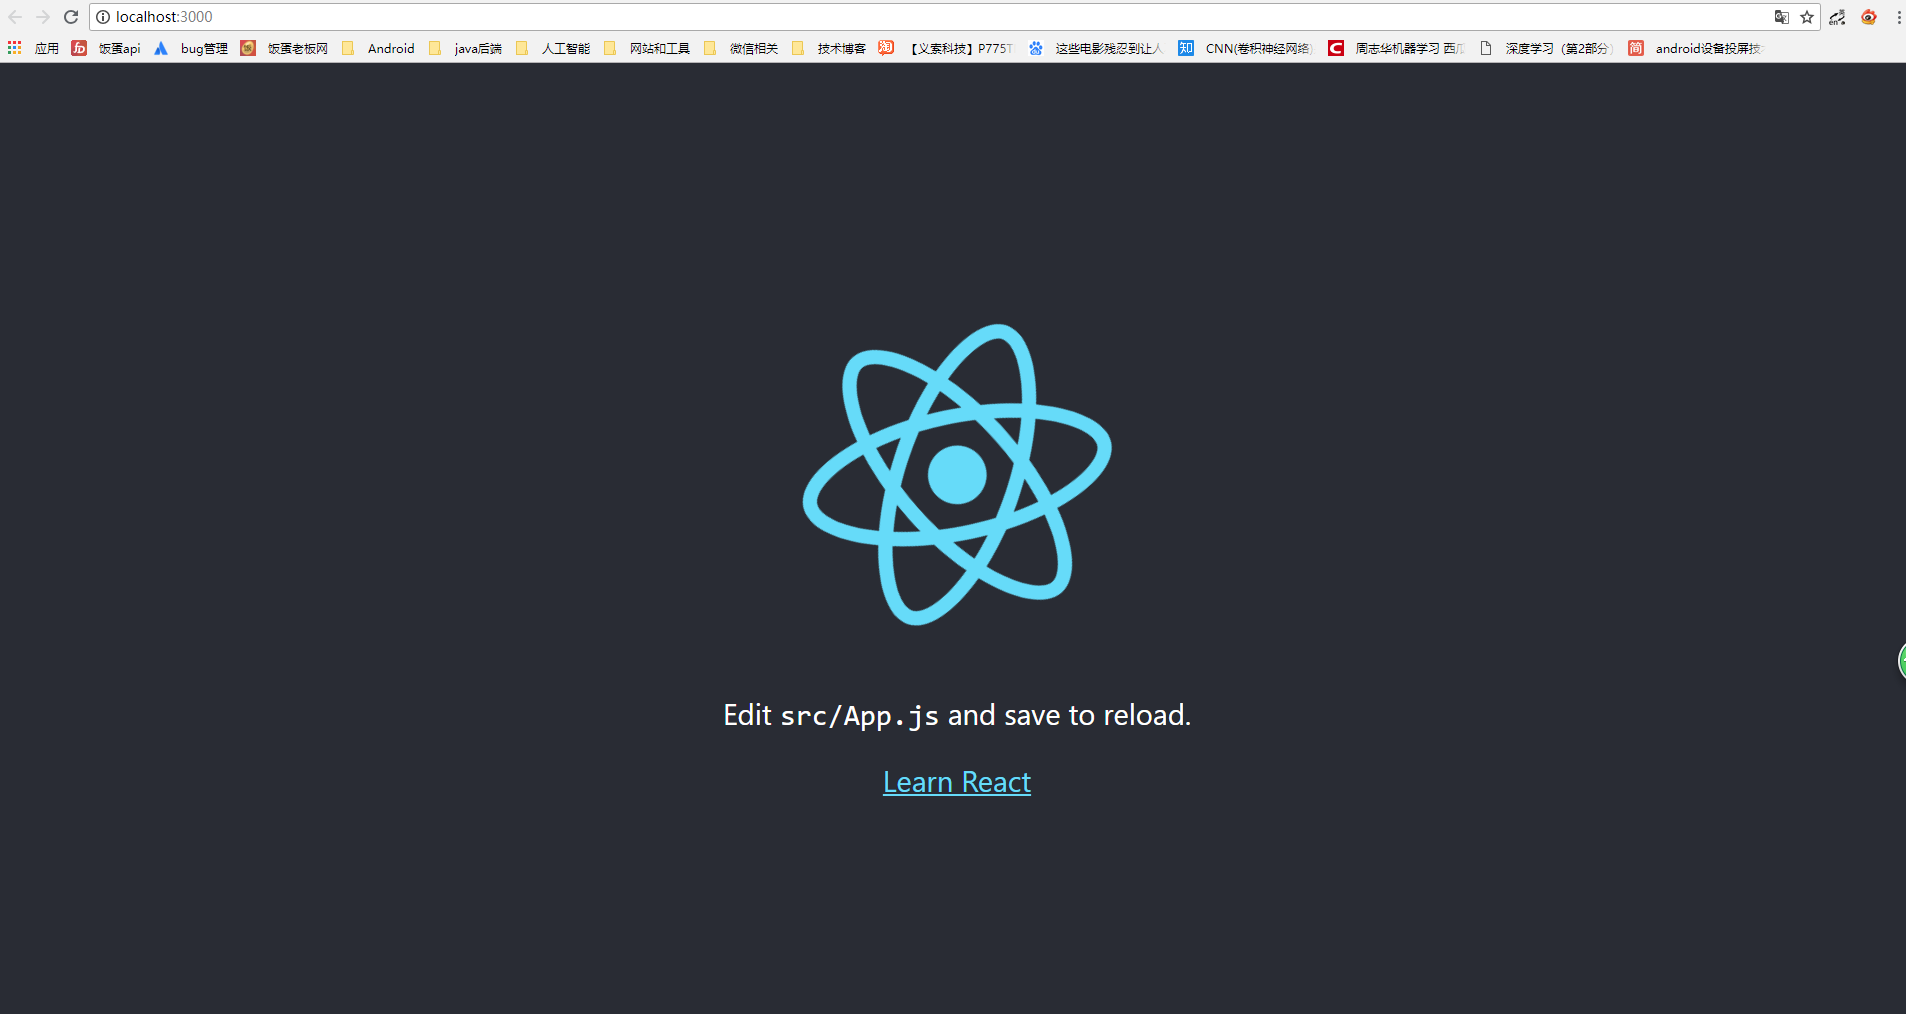 localhost:3000
应用 饭蛋api bug管理 饭蛋老板网 Android java后端 人工智能 网站和工具 微信相关 技术博客 【义索科技】P775T 这些电影残忍到让人 CNN(卷积神经网络) 周志华机器学习 西瓜 深度学习（第2部分） android设备投屏技
Edit src/App.js and save to reload.
Learn React